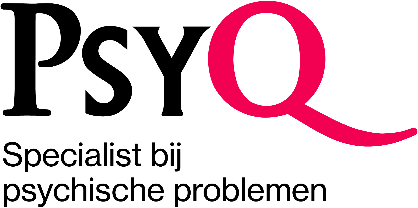 PsyQ
Specialist bij
psychische problemen